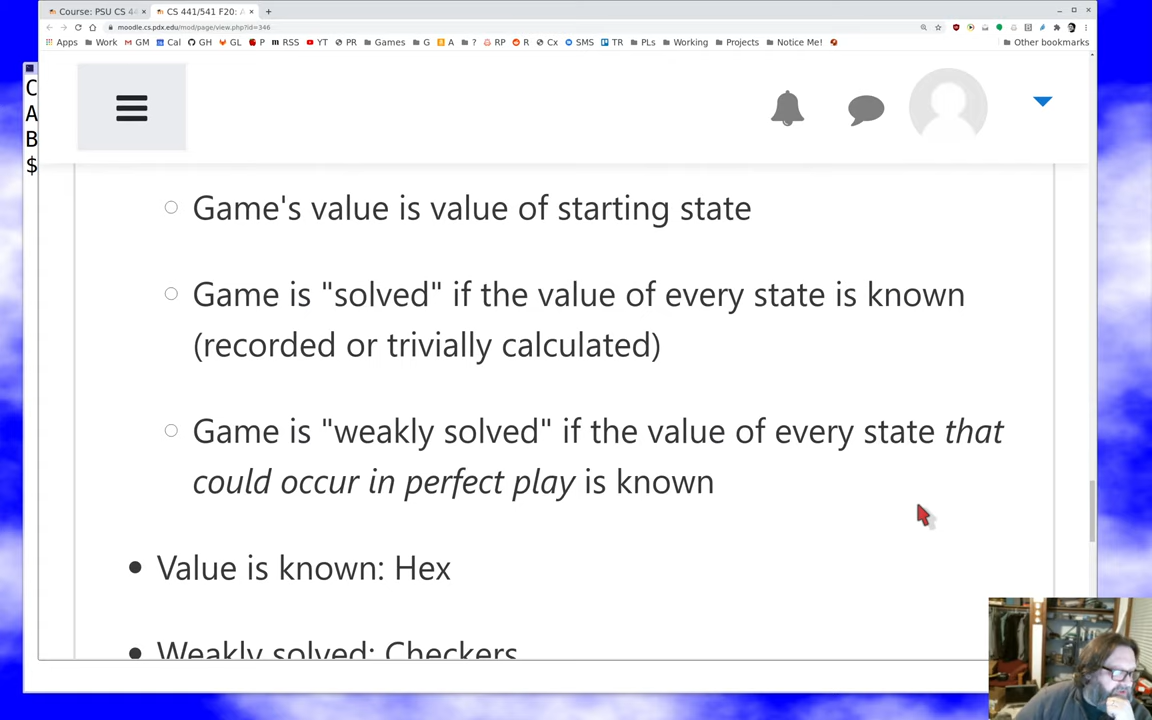 Course: PSU CS 44
CS 441/541 F20: A
moodle.cs.pdx.edu/mod/page/view.php?id=346
Apps Work GM Cal GH GL P RSS YT PR Games G A ? RP R Cx SMS TR PLs Working Projects Notice Me! Other bookmarks
C
A
B
$
Game's value is value of starting state
Game is "solved" if the value of every state is known
(recorded or trivially calculated)
Game is "weakly solved" if the value of every state that
could occur in perfect play is known
Value is known: Hex
Weakly solved: Checkers